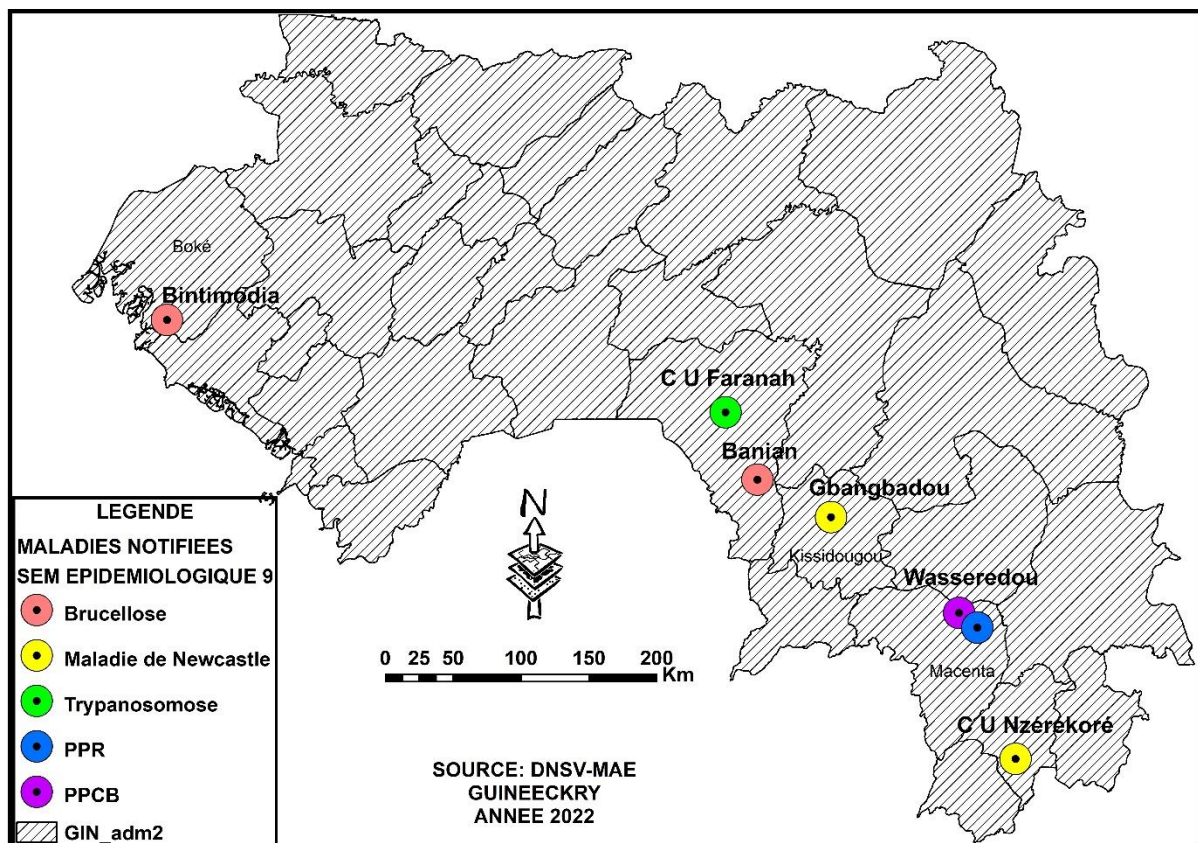 Boké
Bintimodia
C U Faranah
Banian
Gbangbadou
Kissidougou
Wasseredou
Macenta
C U Nzérékoré
N
0 25 50 100 150 200
Km
SOURCE: DNSV-MAE
GUINEECKRY
ANNEE 2022
LEGENDE
MALADIES NOTIFIEES
SEM EPIDEMIOLOGIQUE 9
Brucellose
Maladie de Newcastle
Trypanosomose
PPR
PPCB
GIN_adm2